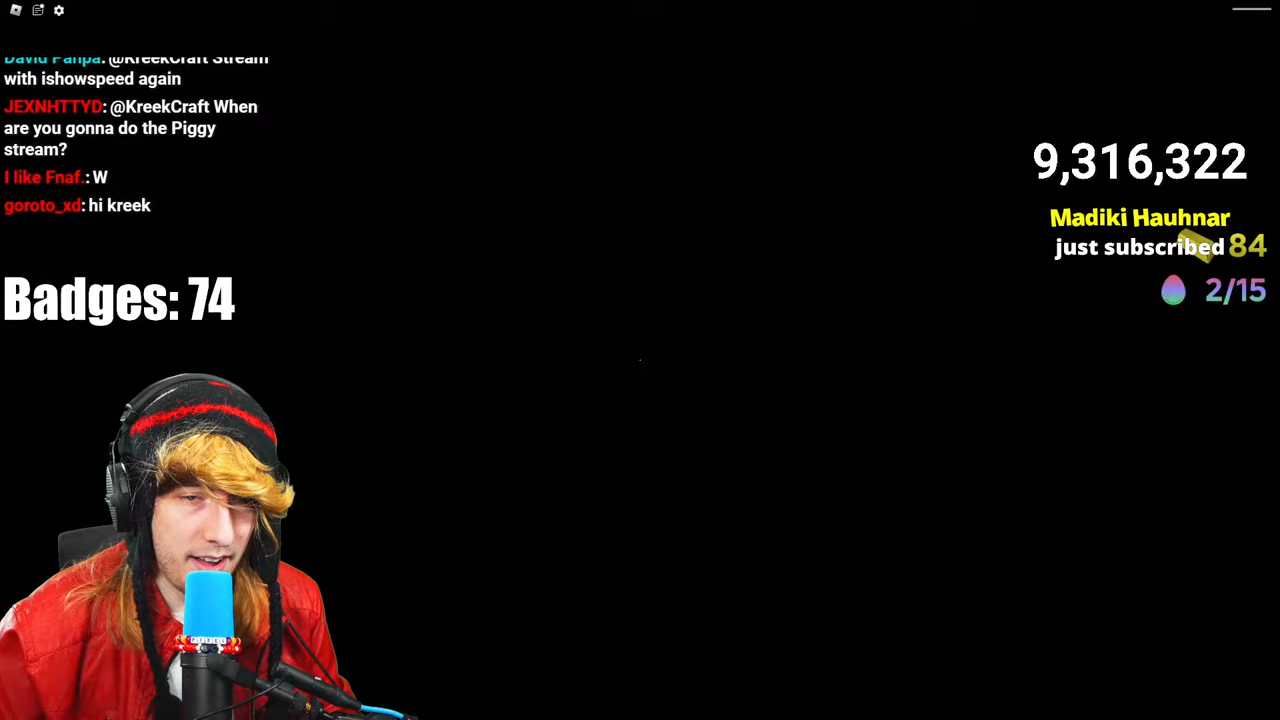 David Panpa: @KreekCraft Stream
with ishowspeed again
JEXNHTTYD: @KreekCraft When
are you gonna do the Piggy
stream?
I like Fnaf.: W
goroto_xd: hi kreek
9,316,322
Madiki Hauhnar
just subscribed
84
2/15
Badges: 74